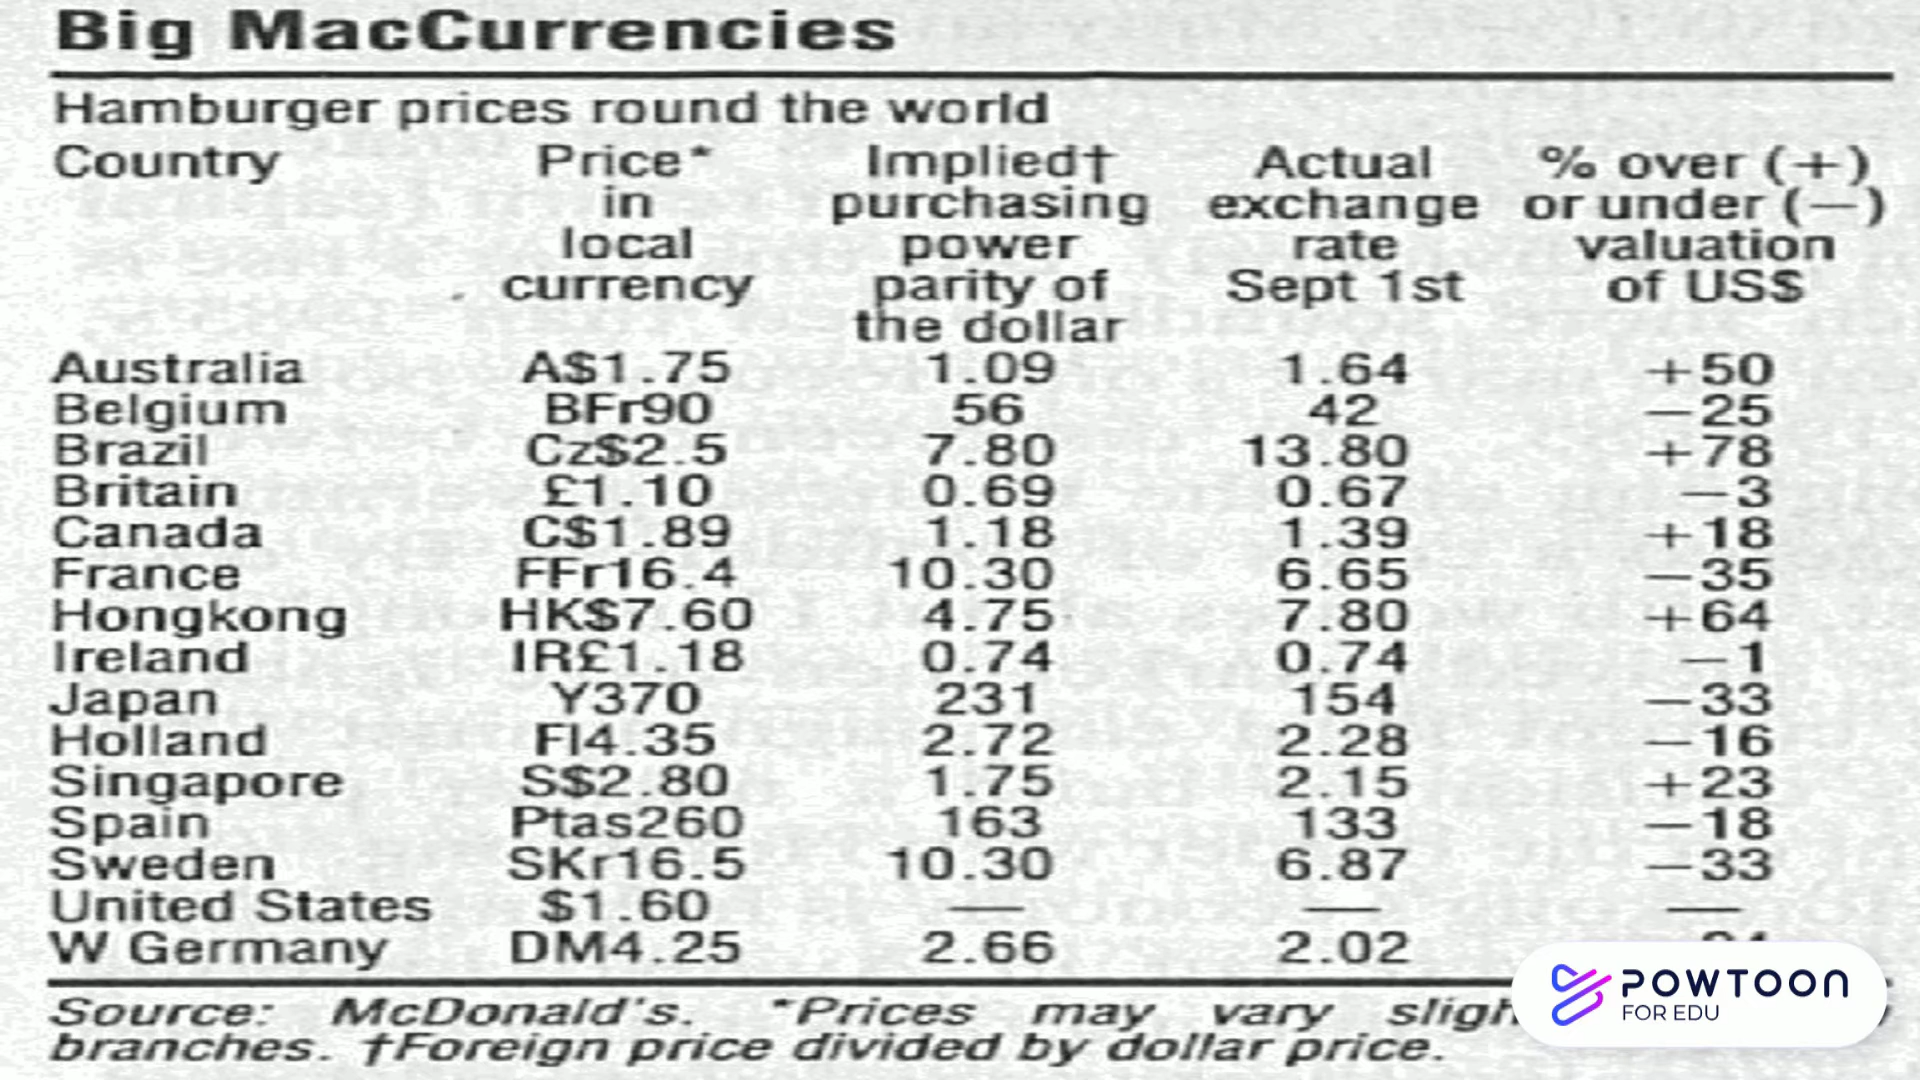 Big MacCurrencies
Hamburger prices round the world
Country Price* in local currency Implied† purchasing power parity of the dollar Actual exchange rate Sept 1st % over (+) or under (—) valuation of US$
Australia A$1.75 1.09 1.64 +50
Belgium BFr90 56 42 —25
Brazil Cz$2.5 7.80 13.80 +78
Britain £1.10 0.69 0.67 —3
Canada C$1.89 1.18 1.39 +18
France FFr16.4 10.30 6.65 —35
Hongkong HK$7.60 4.75 7.80 +64
Ireland IR£1.18 0.74 0.74 —1
Japan Y370 231 154 —33
Holland Fl4.35 2.72 2.28 —16
Singapore S$2.80 1.75 2.15 +23
Spain Ptas260 163 133 —18
Sweden SKr16.5 10.30 6.87 —33
United States $1.60 — — —
W Germany DM4.25 2.66 2.02
Source: McDonald's. *Prices may vary
branches. †Foreign price divided by dollar price.
POWTOON
FOR EDU